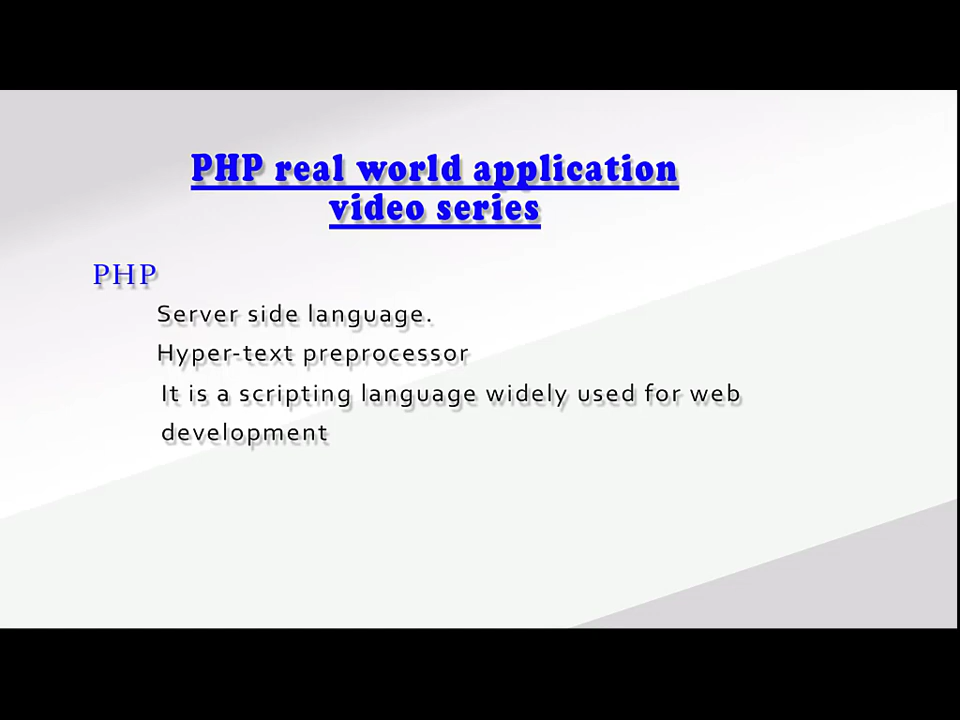 PHP real world application
video series
PHP
Server side language.
Hyper-text preprocessor
It is a scripting language widely used for web
development